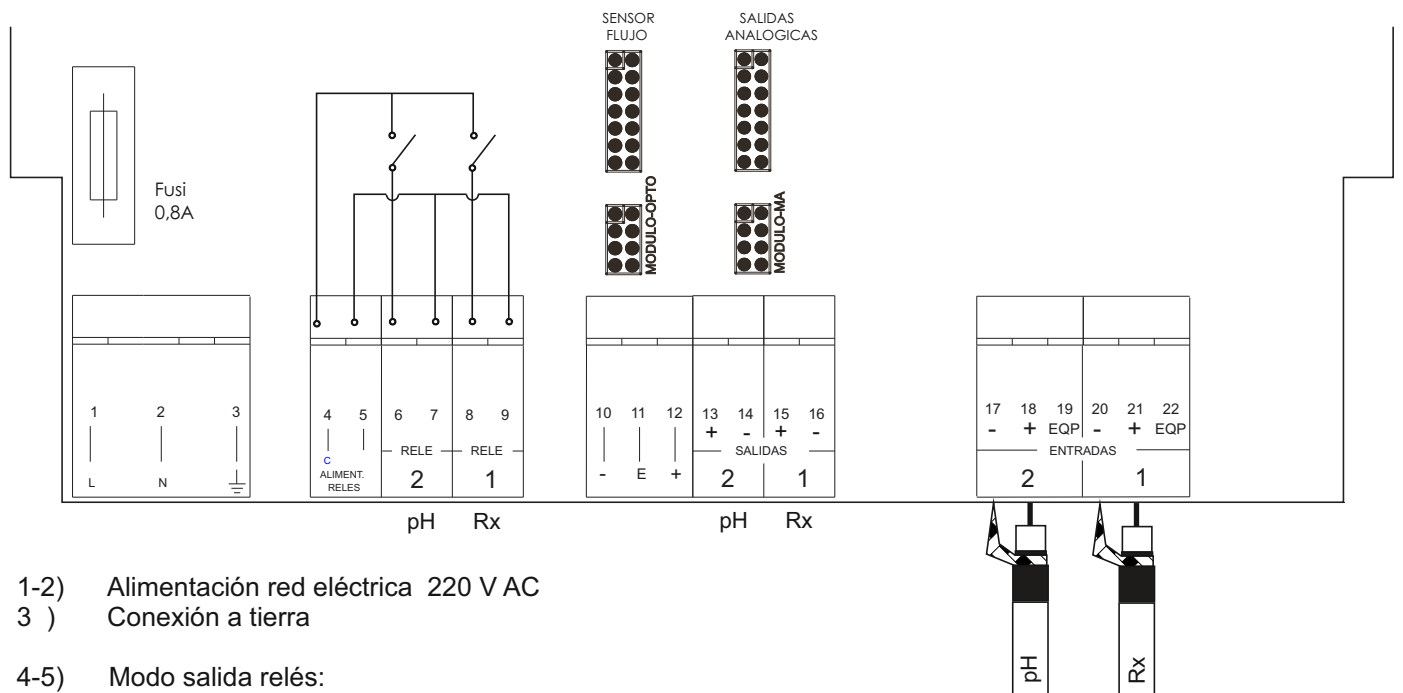 SENSOR FLUJO
SALIDAS ANALOGICAS
MODULO-OPTO
MODULO-MA
Fusi
0,8A
1 2 3
L N
4 5 6 7 8 9
C
ALIMENT. RELES
RELE RELE
2 1
pH Rx
10 11 12 13 14 15 16
+ - + -
- E +
SALIDAS
2 1
pH Rx
17 18 19 20 21 22
- + EQP - + EQP
ENTRADAS
2 1
pH
Rx
1-2) Alimentación red eléctrica 220 V AC
3 ) Conexión a tierra
4-5) Modo salida relés: